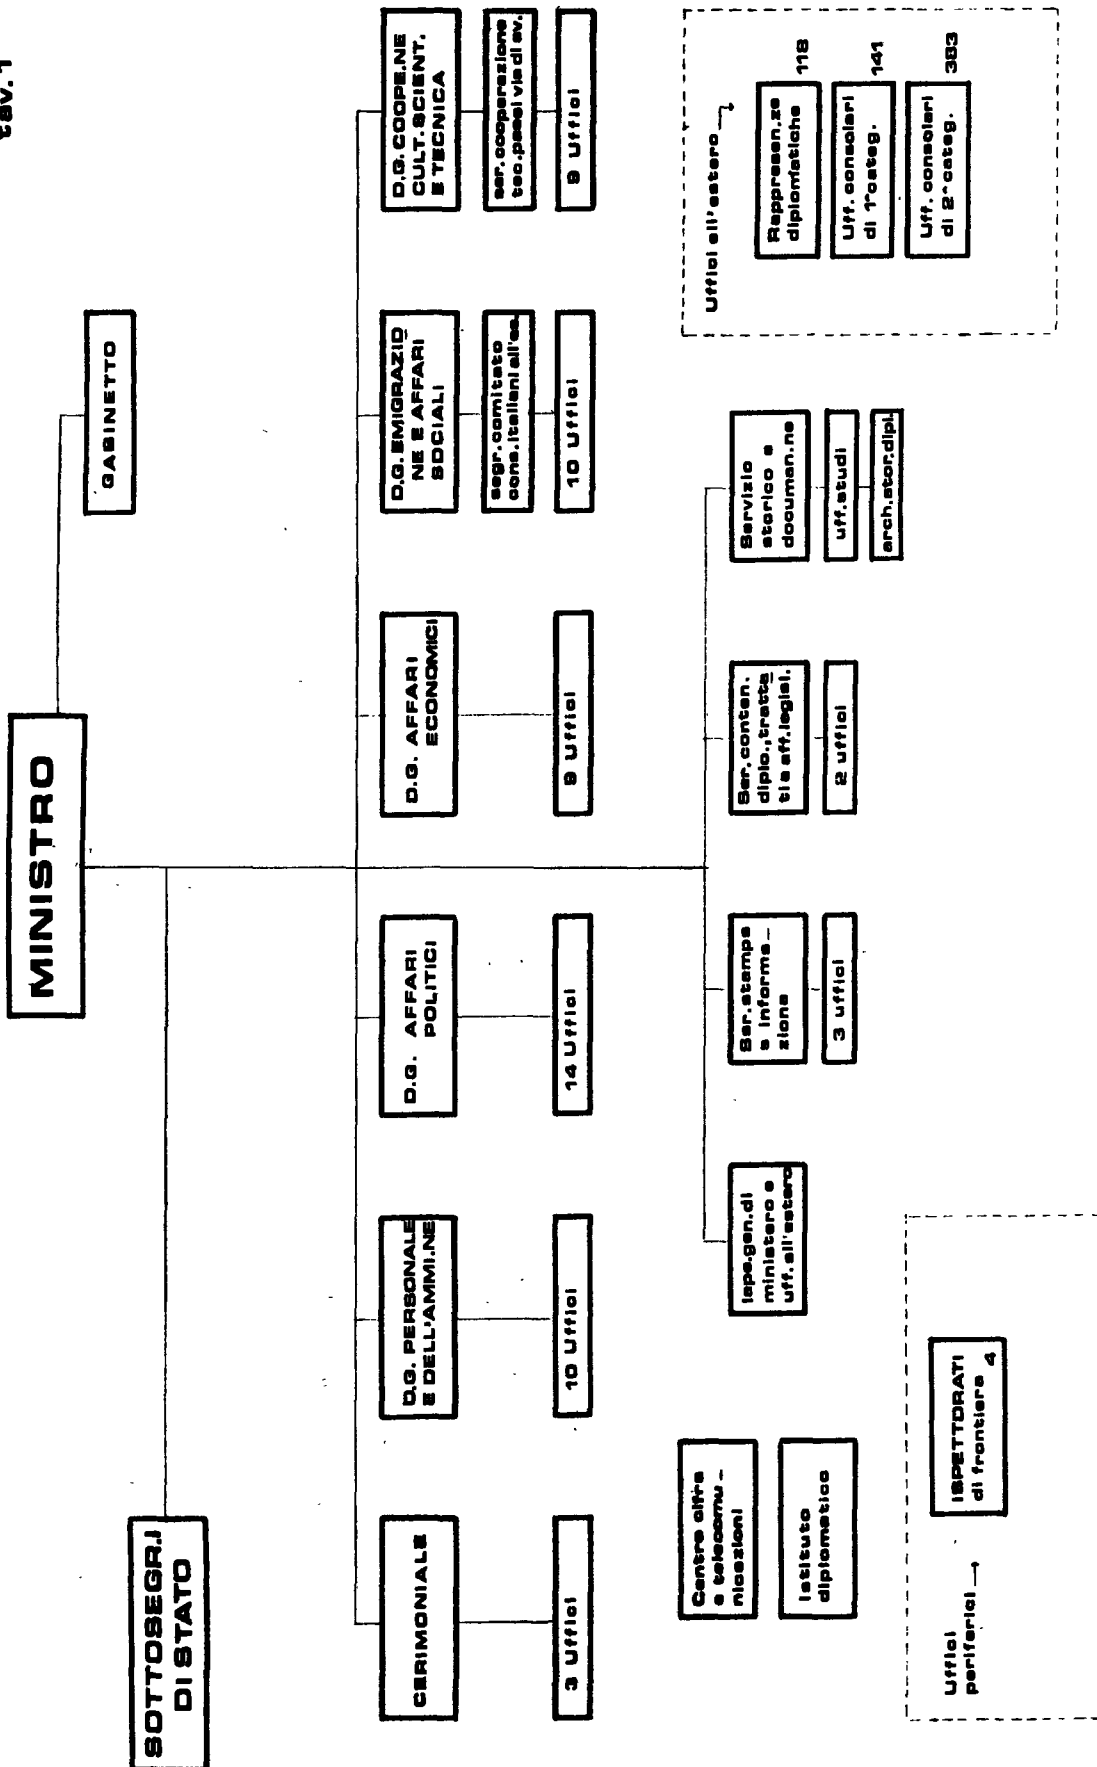 tav. 1
MINISTRO
GABINETTO
SOTTOSEGR.I
DI STATO
CERIMONIALE
3 Uffici
D.G. PERSONALE
E DELL'AMMI.NE
10 Uffici
D.G. AFFARI
POLITICI
14 Uffici
D.G. AFFARI
ECONOMICI
9 Uffici
D.G. EMIGRAZIO
NE E AFFARI
SOCIALI
segr. comitato
cons. italiani all'es.
10 Uffici
D.G. COOPE.NE
CULT. SCIENT.
E TECNICA
ser. cooperazione
tec. paesi via di sv.
9 Uffici
Centro cifra
e telecomu_
nicazioni
Istituto
diplomatico
Ispe. gen. di
ministero e
uff. all'estero
Ser. stampa
e informa_
zione
3 uffici
Ser. conten.
diplo., tratta
ti e aff. legisl.
2 uffici
Servizio
storico e
documen.ne
uff. studi
arch. stor. dipl.
Uffici all'estero
Rappresen.ze
diplomatiche
118
Uff. consolari
di 1ª categ.
141
Uff. consolari
di 2ª categ.
383
Uffici
periferici
ISPETTORATI
di frontiera 4